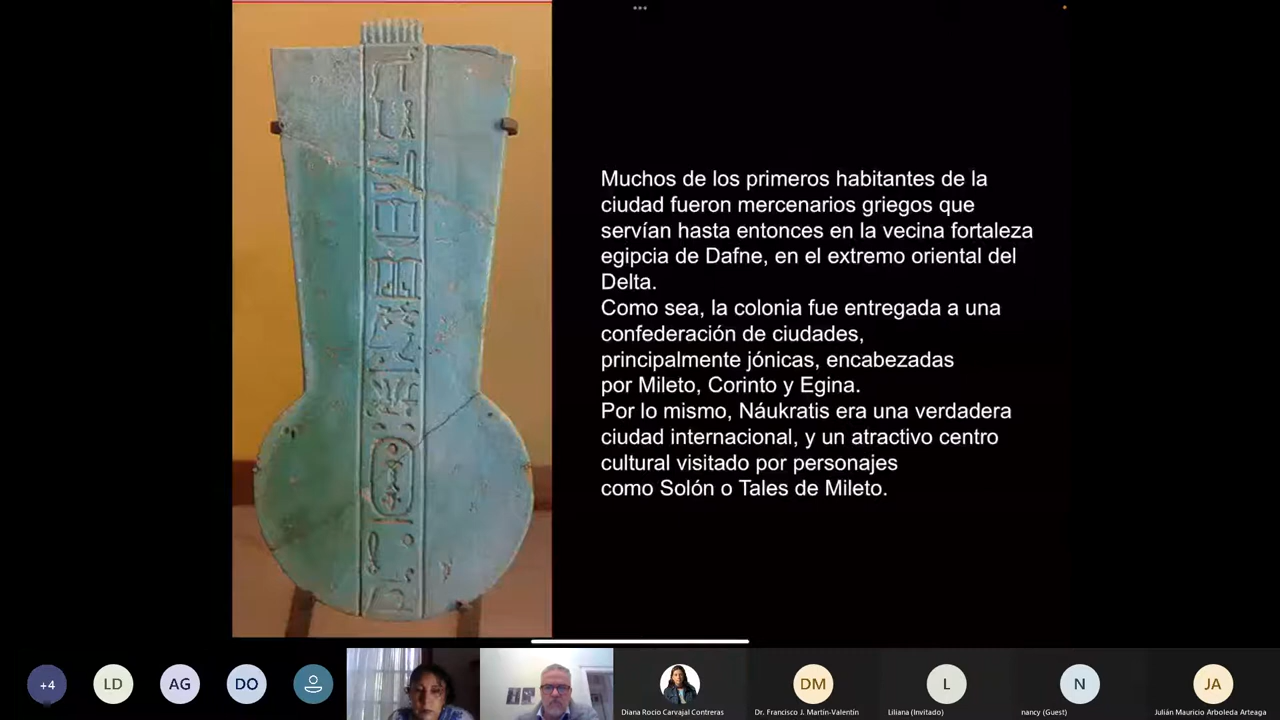 Muchos de los primeros habitantes de la
ciudad fueron mercenarios griegos que
servían hasta entonces en la vecina fortaleza
egipcia de Dafne, en el extremo oriental del
Delta.
Como sea, la colonia fue entregada a una
confederación de ciudades,
principalmente jónicas, encabezadas
por Mileto, Corinto y Egina.
Por lo mismo, Náukratis era una verdadera
ciudad internacional, y un atractivo centro
cultural visitado por personajes
como Solón o Tales de Mileto.
+4
LD
AG
DO
DM
L
N
JA
Diana Rocio Carvajal Contreras
Dr. Francisco J. Martín-Valentín
Liliana (Invitado)
nancy (Guest)
Julián Mauricio Arboleda Arteaga